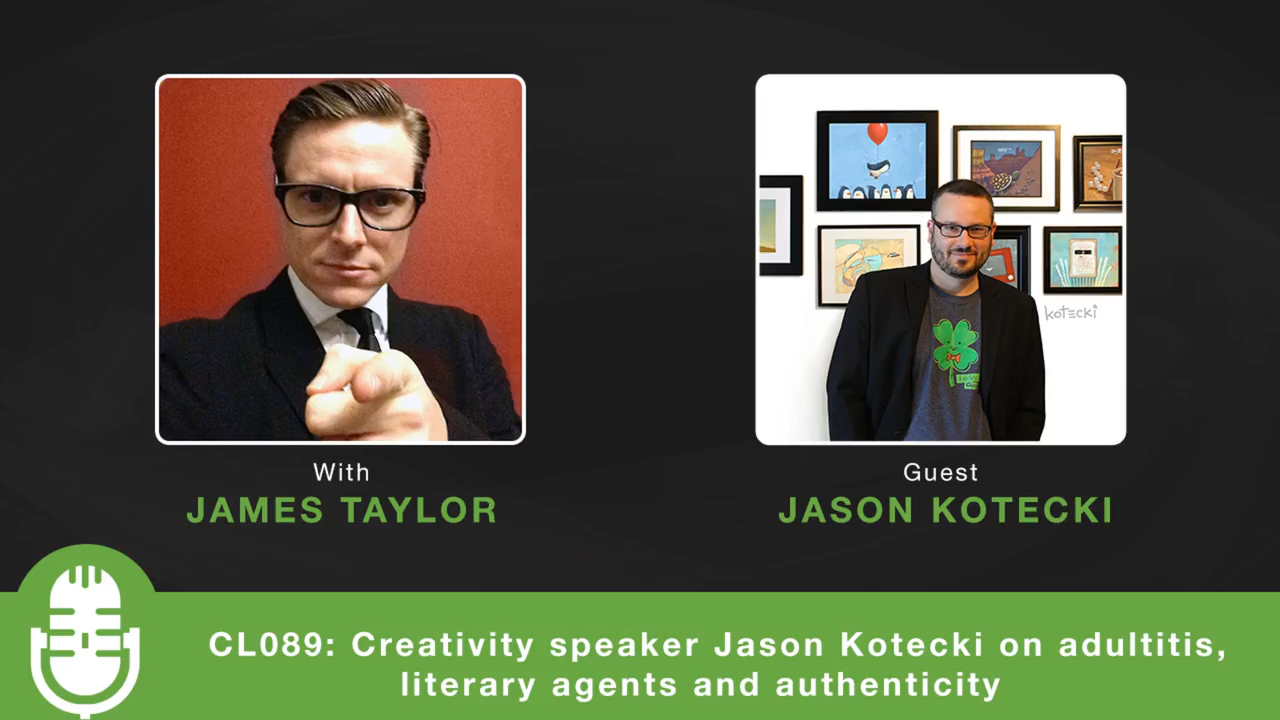 kotecki
With
JAMES TAYLOR
Guest
JASON KOTECKI
CL089: Creativity speaker Jason Kotecki on adultitis,
literary agents and authenticity